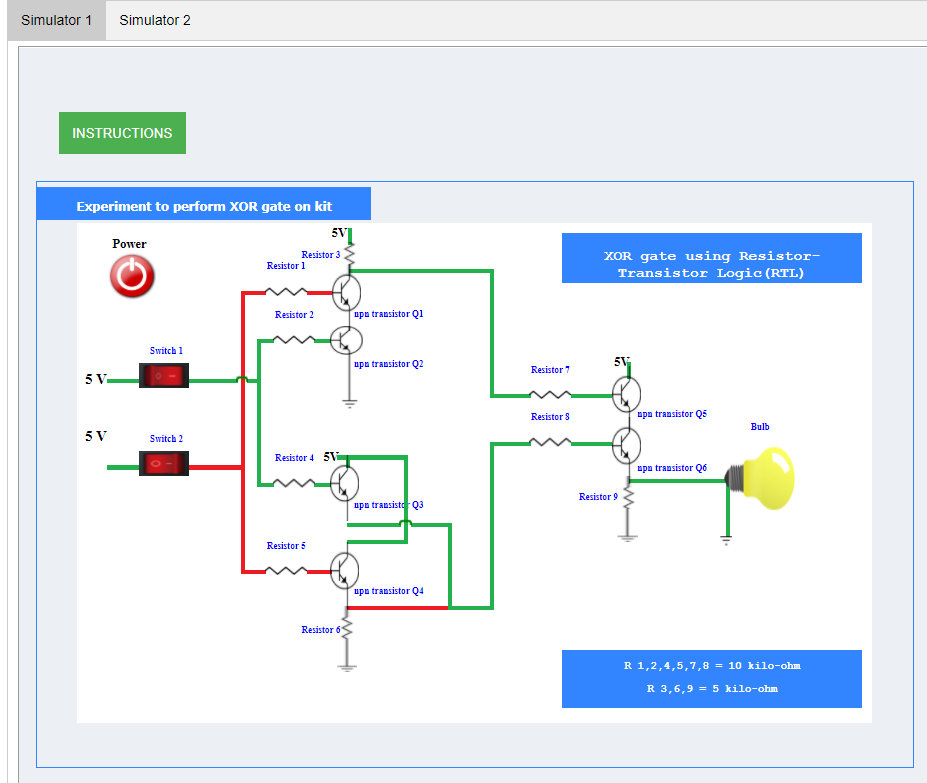 Simulator 1
Simulator 2
INSTRUCTIONS
Experiment to perform XOR gate on kit
Power
5V
Resistor 3
Resistor 1
XOR gate using Resistor-
Transistor Logic(RTL)
Resistor 2
npn transistor Q1
Switch 1
npn transistor Q2
5 V
5V
Resistor 7
npn transistor Q5
Resistor 8
Bulb
5 V
Switch 2
Resistor 4
5V
npn transistor Q6
npn transistor Q3
Resistor 9
Resistor 5
npn transistor Q4
Resistor 6
R 1,2,4,5,7,8 = 10 kilo-ohm
R 3,6,9 = 5 kilo-ohm